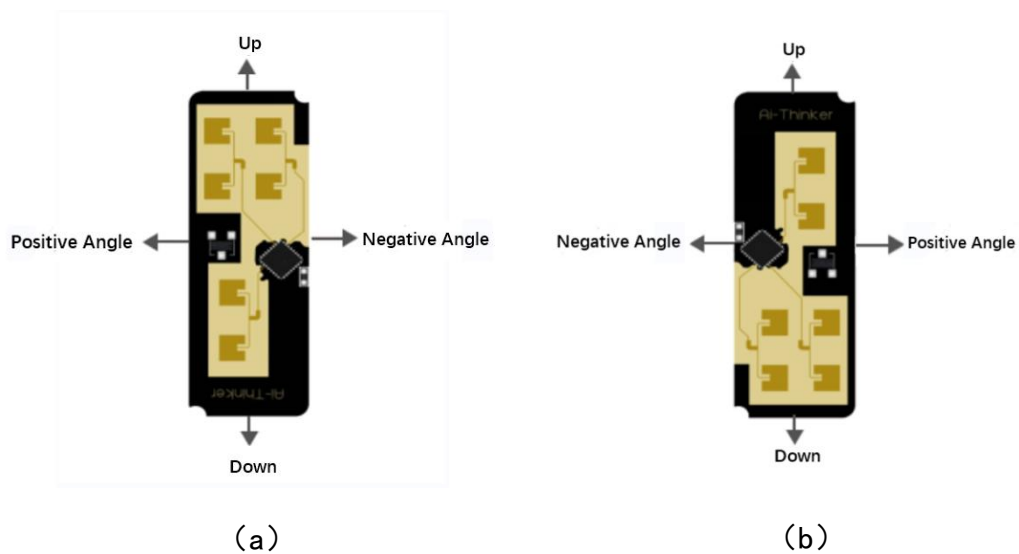 Up
Up
Ai-Thinker
Positive Angle
Negative Angle
Negative Angle
Positive Angle
Ai-Thinker
Down
Down
(a)
(b)